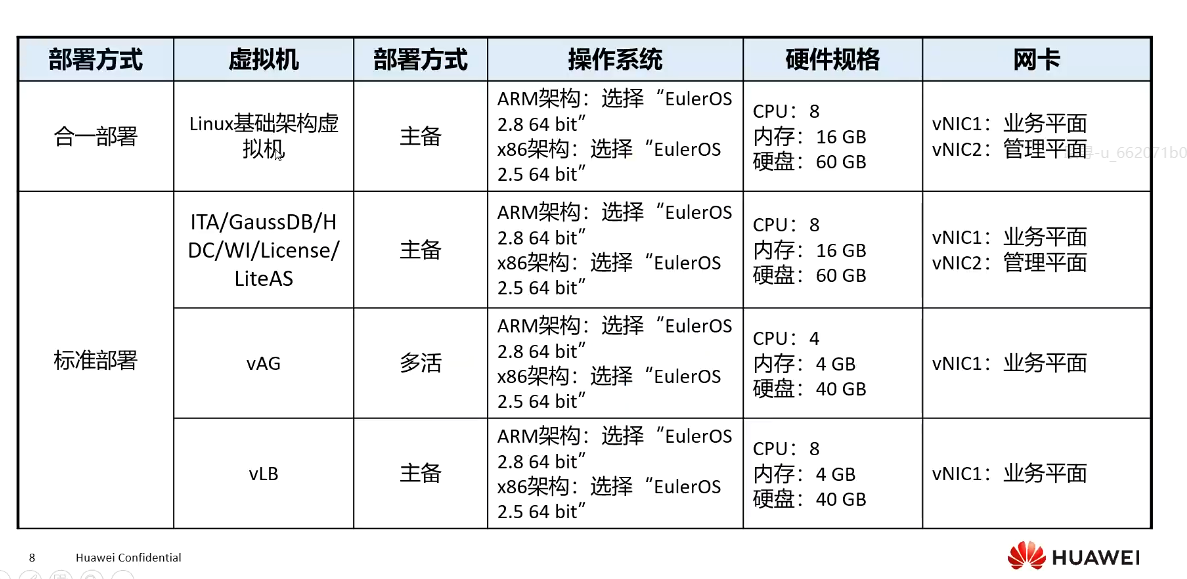 部署方式 虚拟机 部署方式 操作系统 硬件规格 网卡
合一部署
Linux基础架构虚
拟机
主备
ARM架构：选择“EulerOS
2.8 64 bit”
x86架构：选择“EulerOS
2.5 64 bit”
CPU：8
内存：16 GB
硬盘：60 GB
vNIC1：业务平面
vNIC2：管理平面
标准部署
ITA/GaussDB/H
DC/WI/License/
LiteAS
主备
ARM架构：选择“EulerOS
2.8 64 bit”
x86架构：选择“EulerOS
2.5 64 bit”
CPU：8
内存：16 GB
硬盘：60 GB
vNIC1：业务平面
vNIC2：管理平面
vAG
多活
ARM架构：选择“EulerOS
2.8 64 bit”
x86架构：选择“EulerOS
2.5 64 bit”
CPU：4
内存：4 GB
硬盘：40 GB
vNIC1：业务平面
vLB
主备
ARM架构：选择“EulerOS
2.8 64 bit”
x86架构：选择“EulerOS
2.5 64 bit”
CPU：8
内存：4 GB
硬盘：40 GB
vNIC1：业务平面
8 Huawei Confidential
HUAWEI